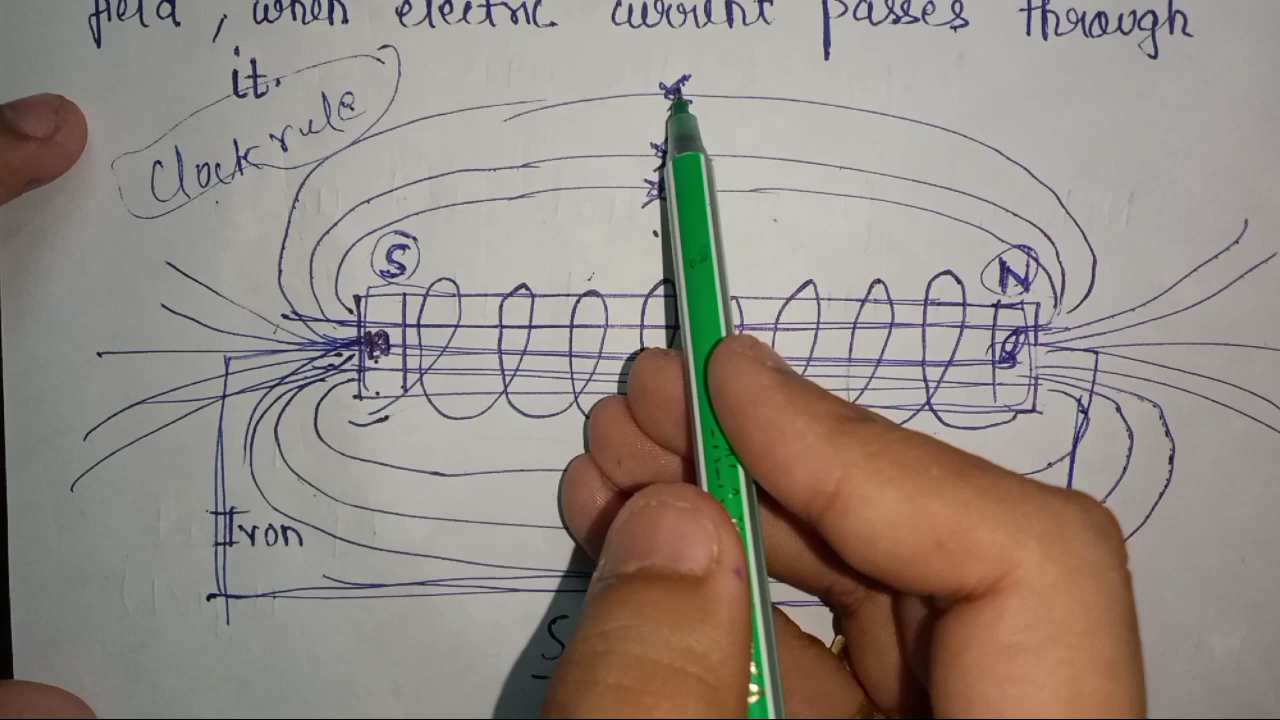 field, when electric current passes through
it.
Clock rule
S N
Iron
S